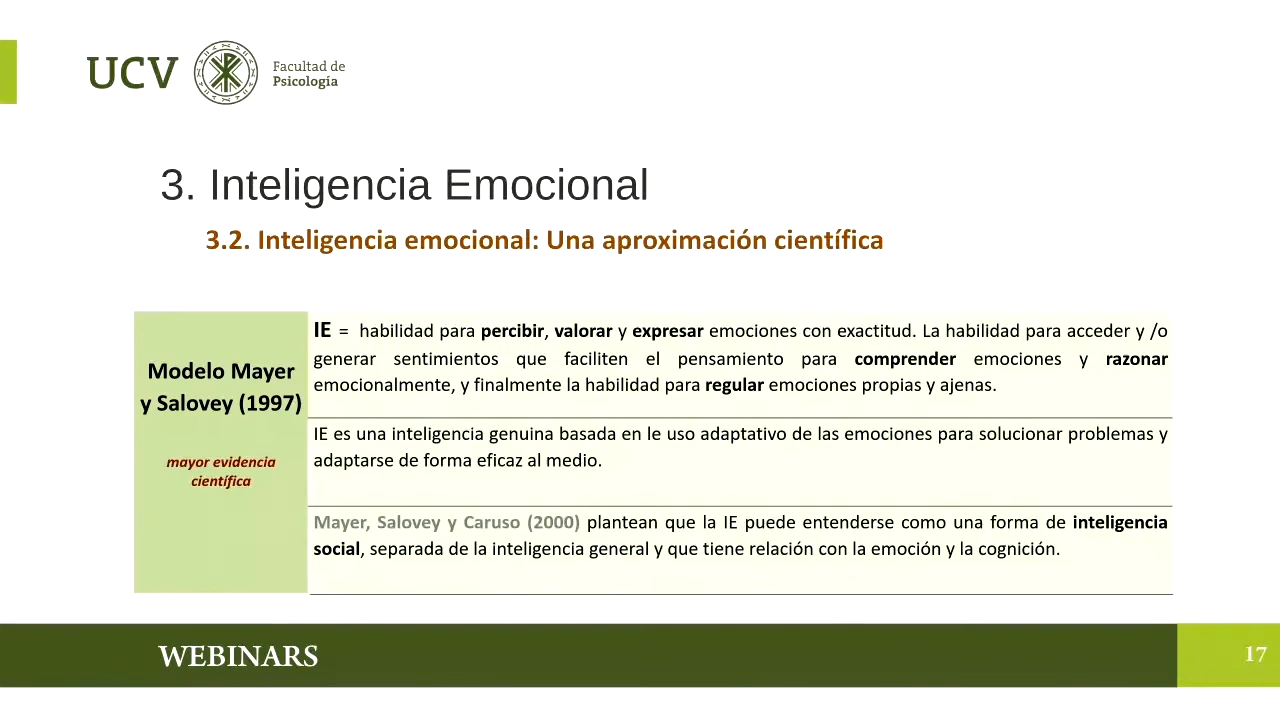 UCV
Facultad de
Psicología
3. Inteligencia Emocional
3.2. Inteligencia emocional: Una aproximación científica
Modelo Mayer
y Salovey (1997)
mayor evidencia
científica
IE = habilidad para percibir, valorar y expresar emociones con exactitud. La habilidad para acceder y /o
generar sentimientos que faciliten el pensamiento para comprender emociones y razonar
emocionalmente, y finalmente la habilidad para regular emociones propias y ajenas.
IE es una inteligencia genuina basada en le uso adaptativo de las emociones para solucionar problemas y
adaptarse de forma eficaz al medio.
Mayer, Salovey y Caruso (2000) plantean que la IE puede entenderse como una forma de inteligencia
social, separada de la inteligencia general y que tiene relación con la emoción y la cognición.
WEBINARS
17